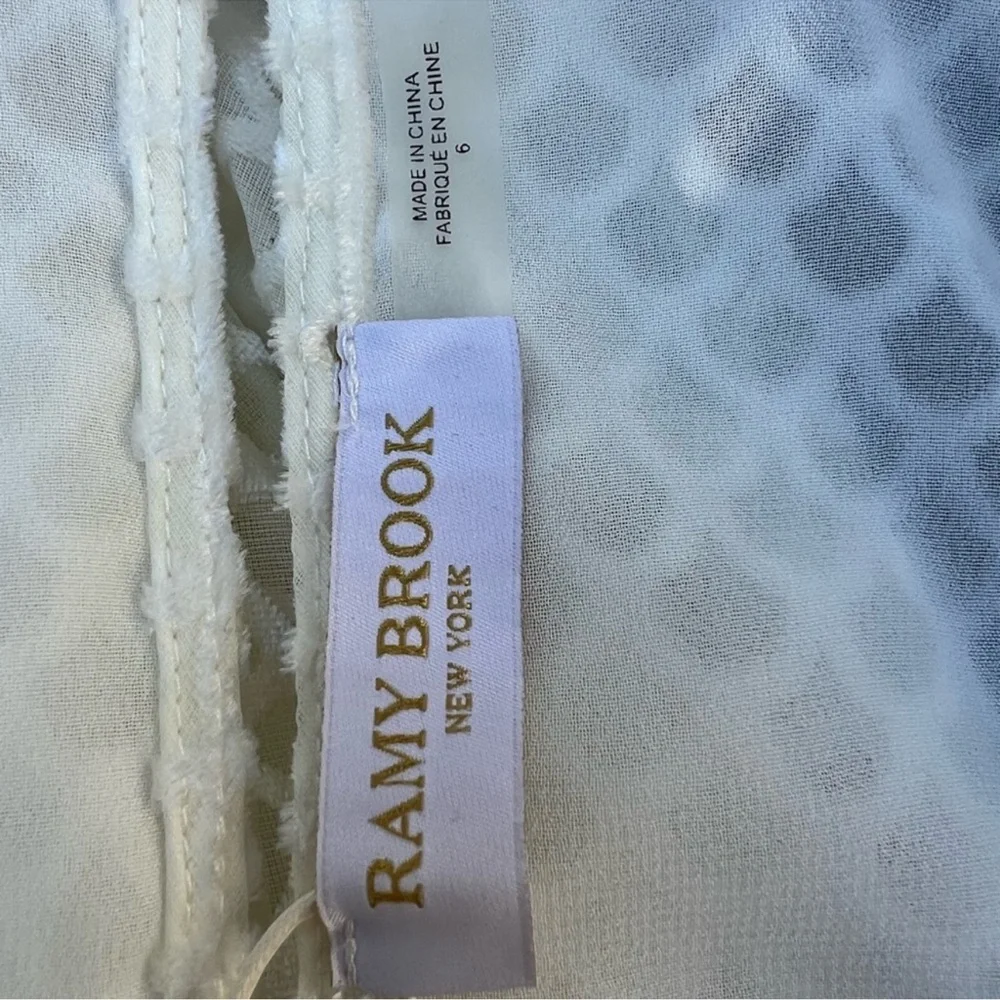 MADE IN CHINA
FABRIQUÉ EN CHINE
6
RAMY BROOK
NEW YORK